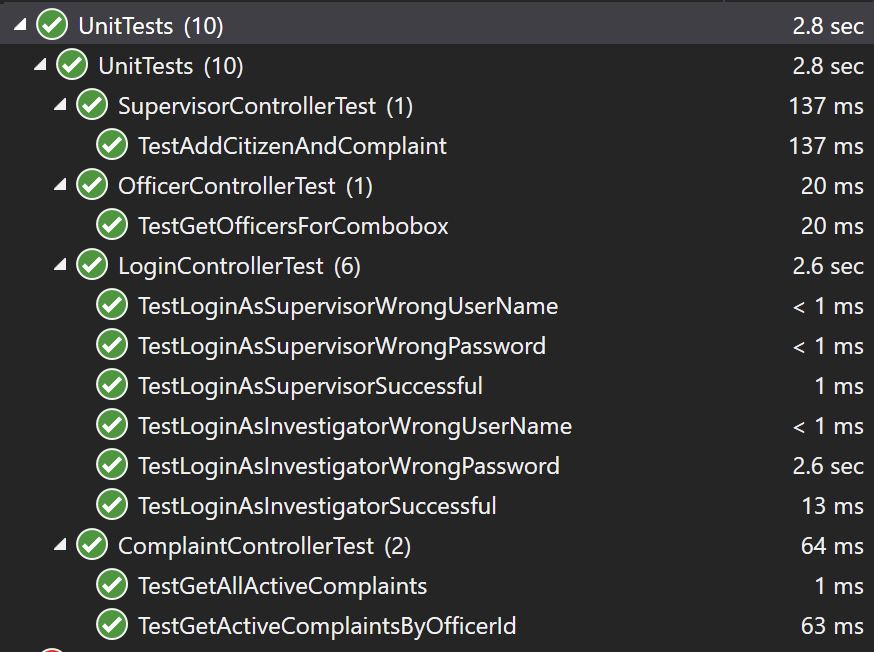 UnitTests (10) 2.8 sec
UnitTests (10) 2.8 sec
SupervisorControllerTest (1) 137 ms
TestAddCitizenAndComplaint 137 ms
OfficerControllerTest (1) 20 ms
TestGetOfficersForCombobox 20 ms
LoginControllerTest (6) 2.6 sec
TestLoginAsSupervisorWrongUserName < 1 ms
TestLoginAsSupervisorWrongPassword < 1 ms
TestLoginAsSupervisorSuccessful 1 ms
TestLoginAsInvestigatorWrongUserName < 1 ms
TestLoginAsInvestigatorWrongPassword 2.6 sec
TestLoginAsInvestigatorSuccessful 13 ms
ComplaintControllerTest (2) 64 ms
TestGetAllActiveComplaints 1 ms
TestGetActiveComplaintsByOfficerId 63 ms